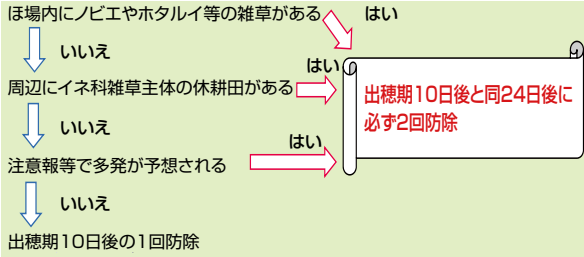 ほ場内にノビエやホタルイ等の雑草がある
はい
いいえ
周辺にイネ科雑草主体の休耕田がある
はい
出穂期10日後と同24日後に
必ず2回防除
いいえ
注意報等で多発が予想される
はい
いいえ
出穂期10日後の1回防除